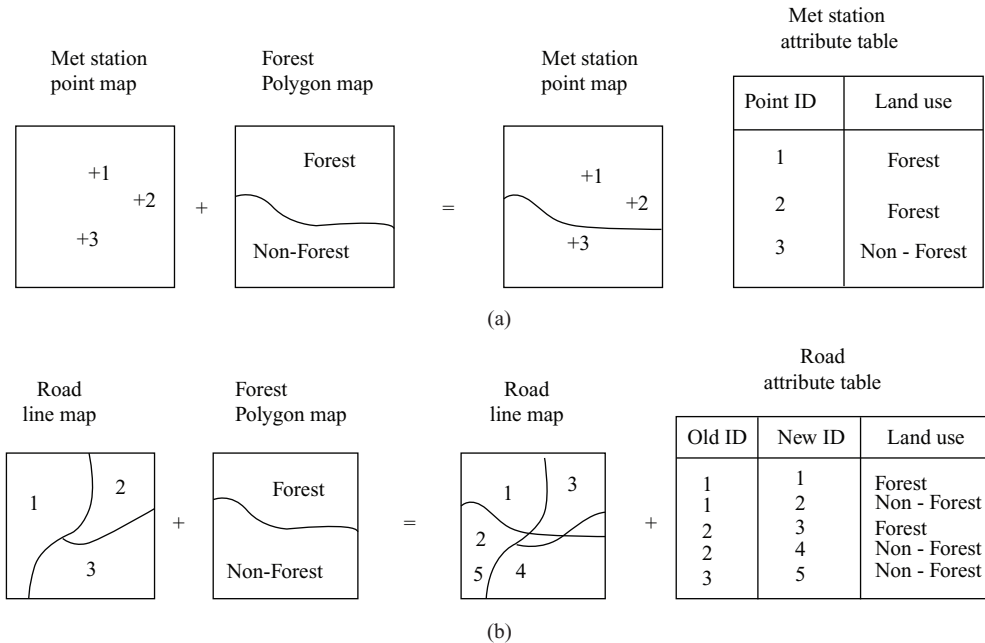 Met station
point map
Forest
Polygon map
Met station
point map
Met station
attribute table
+1
+2
+3
+
Forest
Non-Forest
=
+1
+2
+3
Point ID Land use
1 Forest
2 Forest
3 Non - Forest
(a)
Road
line map
Forest
Polygon map
Road
line map
Road
attribute table
1
2
3
+
Forest
Non-Forest
=
1
3
2
5
4
+
Old ID New ID Land use
1 1 Forest
1 2 Non - Forest
2 3 Forest
2 4 Non - Forest
3 5 Non - Forest
(b)